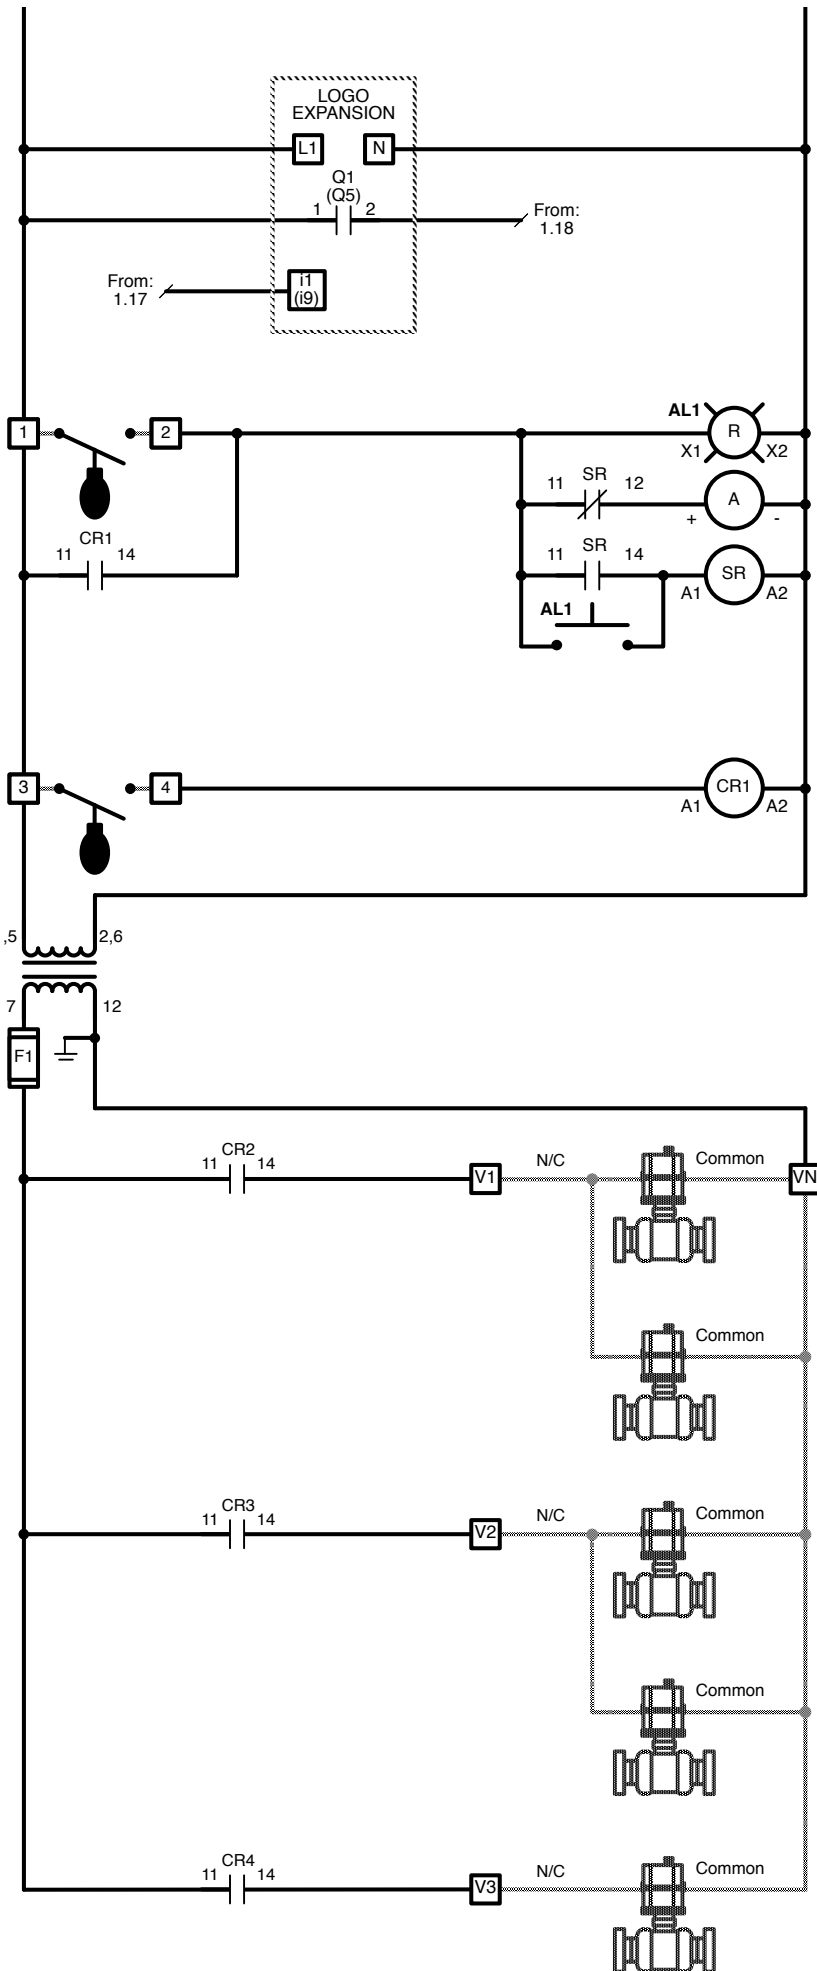 LOGO
EXPANSION
L1 N
Q1
(Q5)
1 2
From:
1.18
From:
1.17
i1
(i9)
1 2
AL1
R
X1 X2
11 SR 12
A
+ -
CR1
11 14
11 SR 14
SR
A1 A2
AL1
3 4
CR1
A1 A2
,5 2,6
7 12
F1
CR2
11 14
V1
N/C
Common
VN
Common
CR3
11 14
V2
N/C
Common
Common
CR4
11 14
V3
N/C
Common